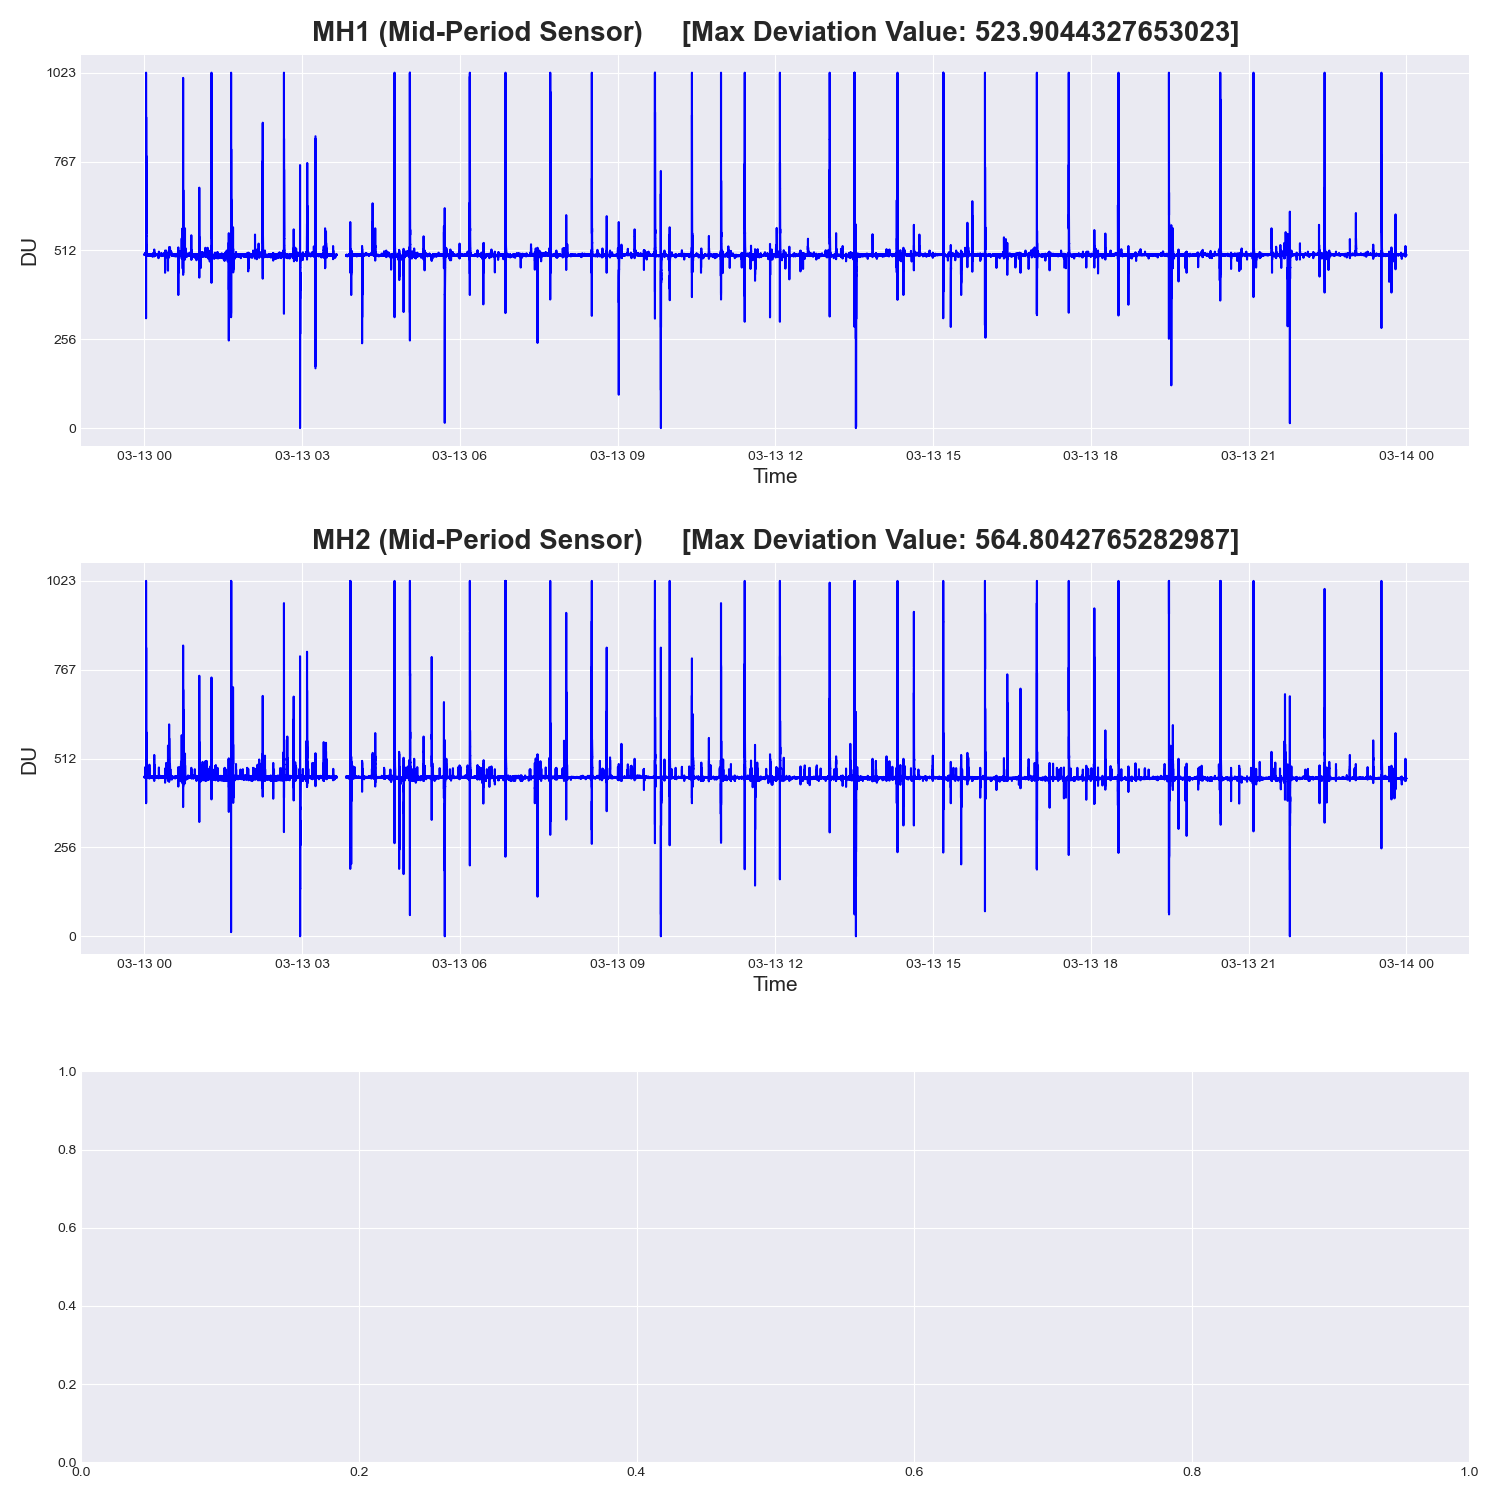 MH1 (Mid-Period Sensor) [Max Deviation Value: 523.9044327653023]
1023
767
512
256
0
DU
03-13 00 03-13 03 03-13 06 03-13 09 03-13 12 03-13 15 03-13 18 03-13 21 03-14 00
Time
MH2 (Mid-Period Sensor) [Max Deviation Value: 564.8042765282987]
1023
767
512
256
0
DU
03-13 00 03-13 03 03-13 06 03-13 09 03-13 12 03-13 15 03-13 18 03-13 21 03-14 00
Time
1.0
0.8
0.6
0.4
0.2
0.0
0.0 0.2 0.4 0.6 0.8 1.0